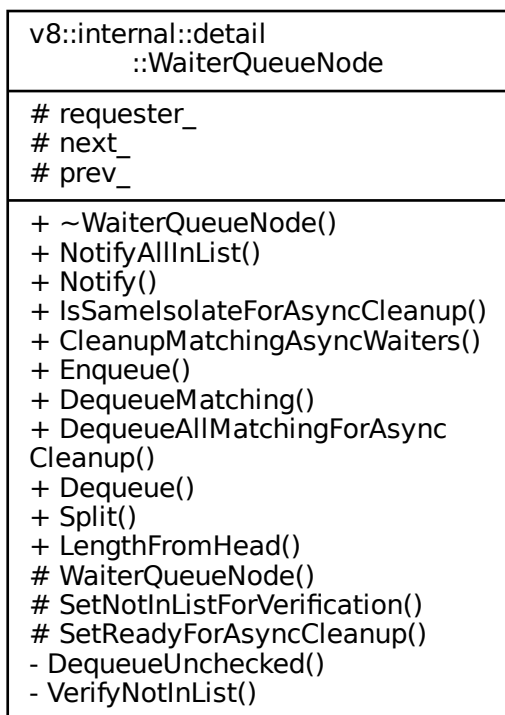 v8::internal::detail
::WaiterQueueNode
# requester_
# next_
# prev_
+ ~WaiterQueueNode()
+ NotifyAllInList()
+ Notify()
+ IsSameIsolateForAsyncCleanup()
+ CleanupMatchingAsyncWaiters()
+ Enqueue()
+ DequeueMatching()
+ DequeueAllMatchingForAsync
Cleanup()
+ Dequeue()
+ Split()
+ LengthFromHead()
# WaiterQueueNode()
# SetNotInListForVerification()
# SetReadyForAsyncCleanup()
- DequeueUnchecked()
- VerifyNotInList()